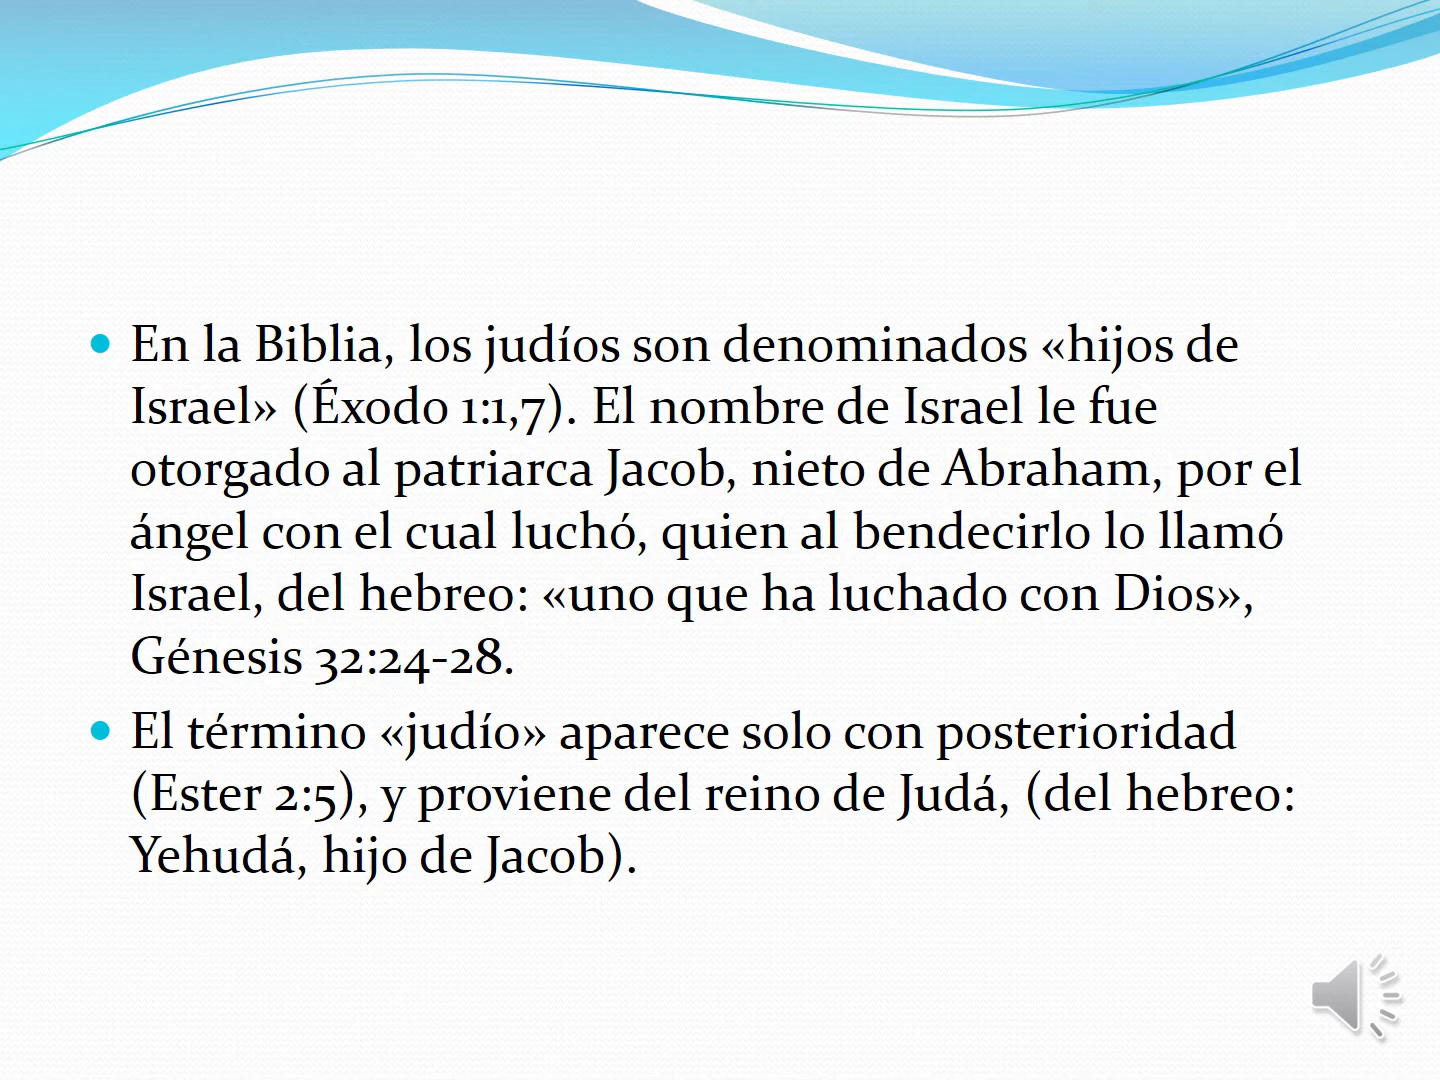 En la Biblia, los judíos son denominados «hijos de
Israel» (Éxodo 1:1,7). El nombre de Israel le fue
otorgado al patriarca Jacob, nieto de Abraham, por el
ángel con el cual luchó, quien al bendecirlo lo llamó
Israel, del hebreo: «uno que ha luchado con Dios»,
Génesis 32:24-28.
El término «judío» aparece solo con posterioridad
(Ester 2:5), y proviene del reino de Judá, (del hebreo:
Yehudá, hijo de Jacob).